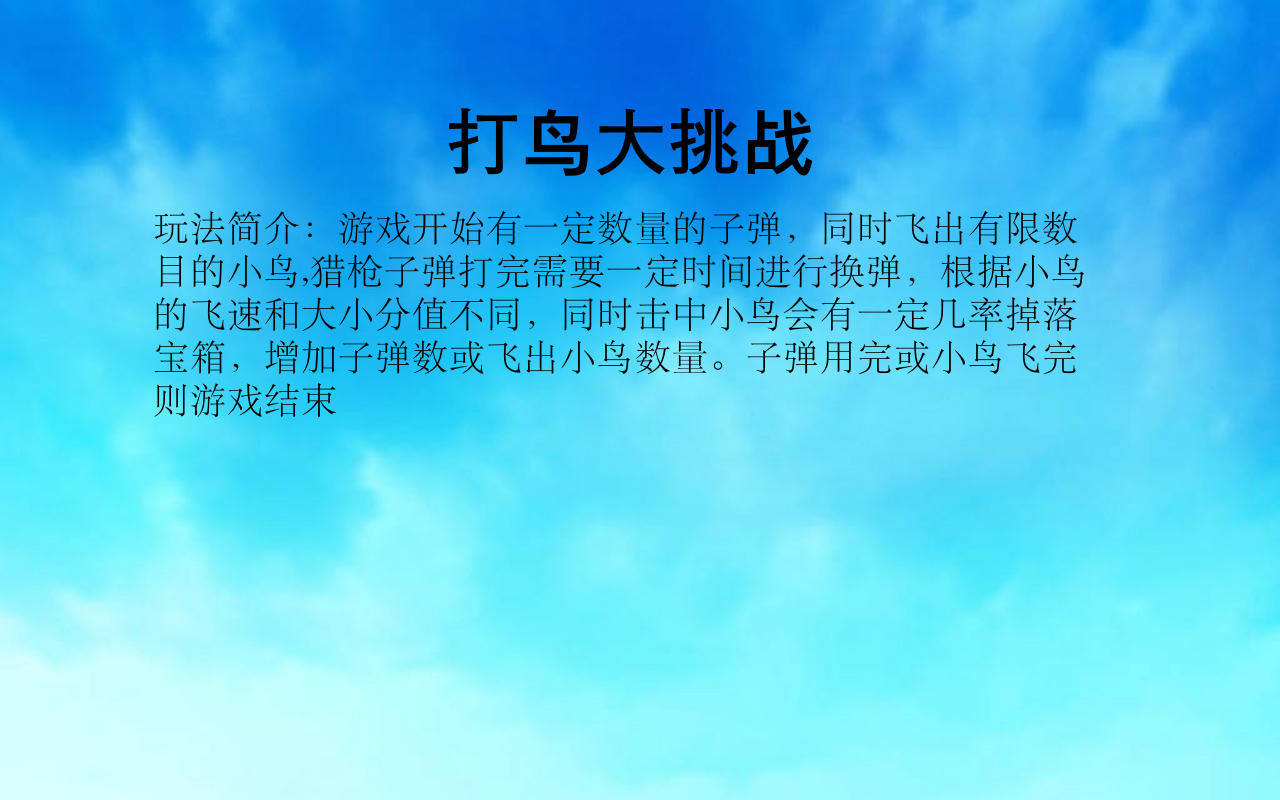 打鸟大挑战
玩法简介：游戏开始有一定数量的子弹，同时飞出有限数
目的小鸟,猎枪子弹打完需要一定时间进行换弹，根据小鸟
的飞速和大小分值不同，同时击中小鸟会有一定几率掉落
宝箱，增加子弹数或飞出小鸟数量。子弹用完或小鸟飞完
则游戏结束